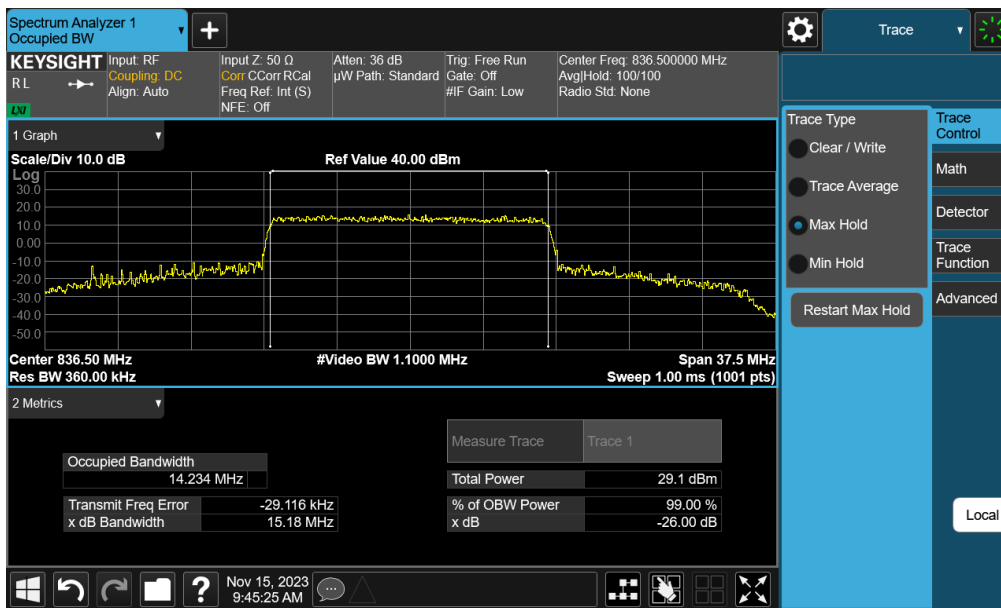 Spectrum Analyzer 1
Occupied BW
Trace
KEYSIGHT
R L
LXI
Input: RF
Coupling: DC
Align: Auto
Input Z: 50 Ω
Corr CCorr RCal
Freq Ref: Int (S)
NFE: Off
Atten: 36 dB
µW Path: Standard
Trig: Free Run
Gate: Off
#IF Gain: Low
Center Freq: 836.500000 MHz
Avg|Hold: 100/100
Radio Std: None
1 Graph
Scale/Div 10.0 dB
Ref Value 40.00 dBm
Log
30.0
20.0
10.0
0.00
-10.0
-20.0
-30.0
-40.0
-50.0
Center 836.50 MHz
#Video BW 1.1000 MHz
Span 37.5 MHz
Res BW 360.00 kHz
Sweep 1.00 ms (1001 pts)
2 Metrics
Measure Trace
Trace 1
Occupied Bandwidth
14.234 MHz
Total Power
29.1 dBm
Transmit Freq Error
-29.116 kHz
% of OBW Power
99.00 %
x dB Bandwidth
15.18 MHz
x dB
-26.00 dB
Trace Type
Clear / Write
Trace Average
Max Hold
Min Hold
Restart Max Hold
Trace
Control
Math
Detector
Trace
Function
Advanced
Local
?
Nov 15, 2023
9:45:25 AM